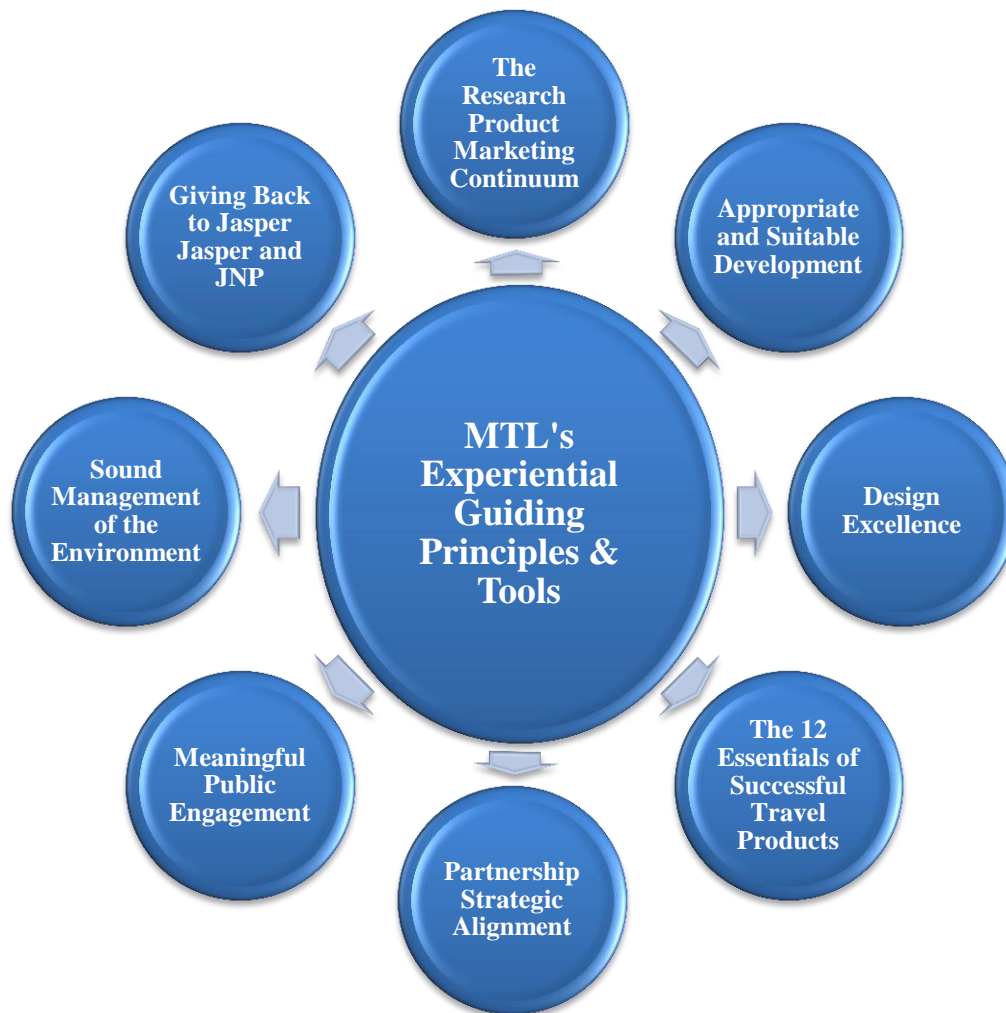 The
Research
Product
Marketing
Continuum
Appropriate
and Suitable
Development
Design
Excellence
The 12
Essentials of
Successful
Travel
Products
Partnership
Strategic
Alignment
Meaningful
Public
Engagement
Sound
Management
of the
Environment
Giving Back
to Jasper
Jasper and
JNP
MTL's
Experiential
Guiding
Principles &
Tools